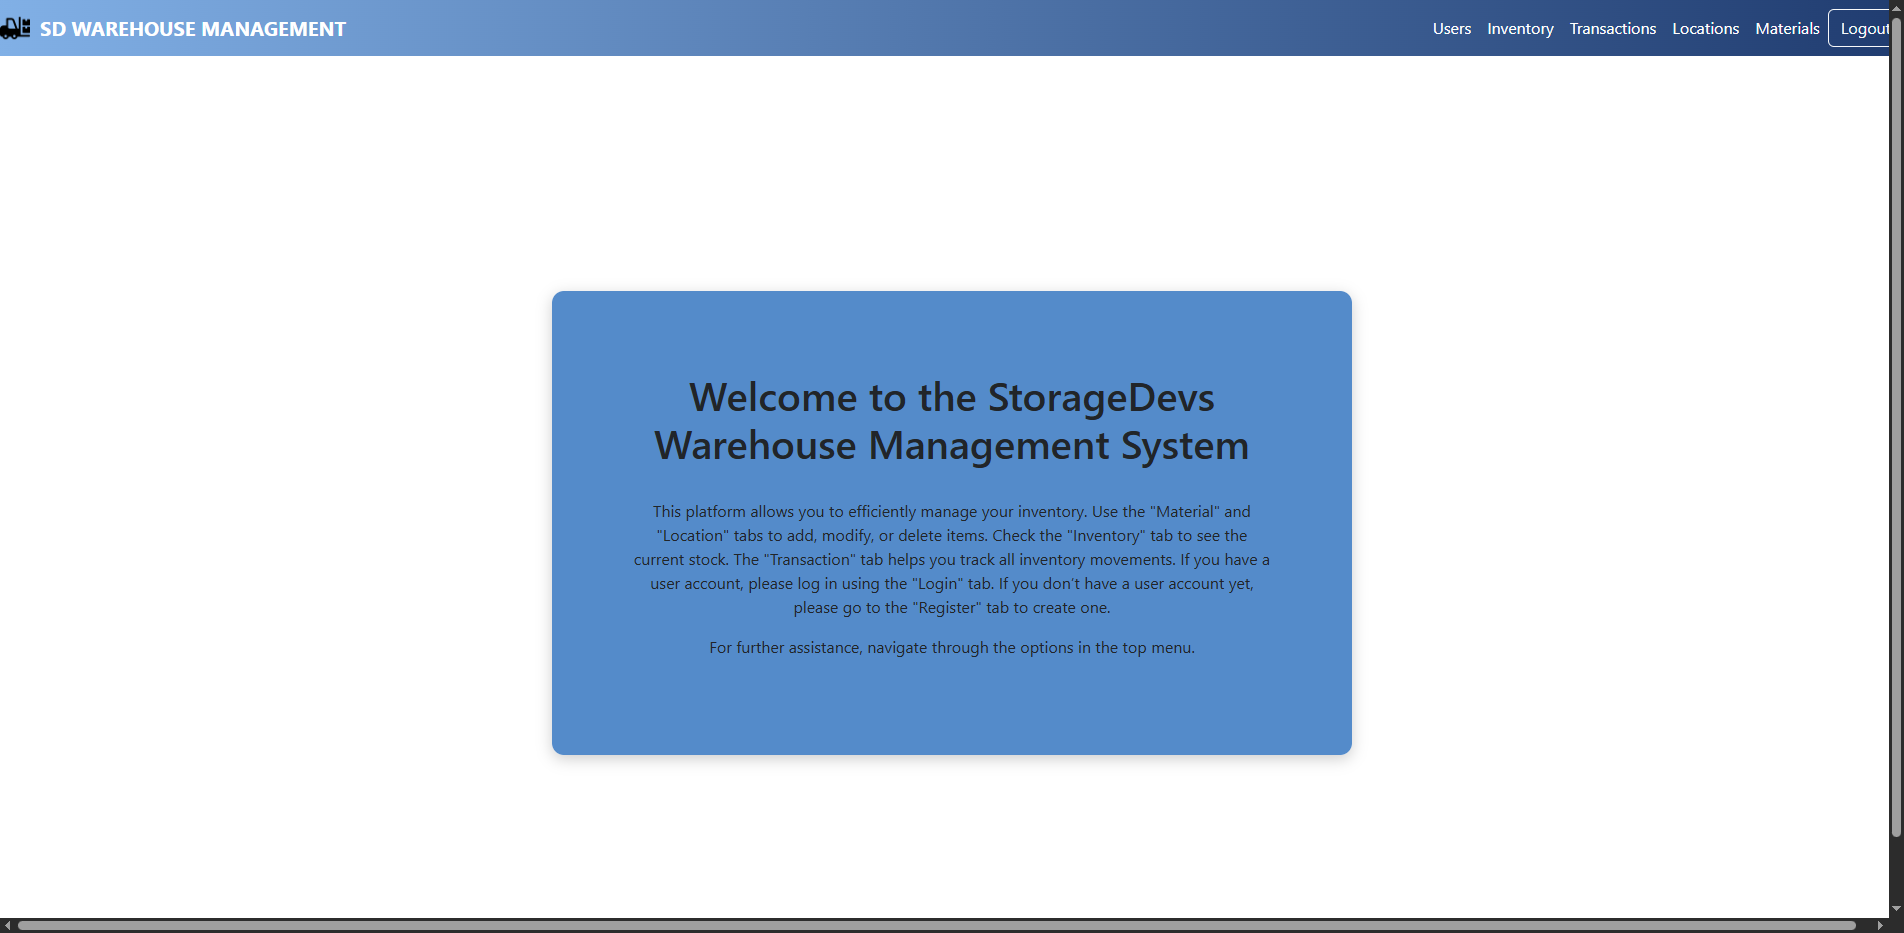 SD WAREHOUSE MANAGEMENT
Users Inventory Transactions Locations Materials Logout
Welcome to the StorageDevs
Warehouse Management System
This platform allows you to efficiently manage your inventory. Use the "Material" and
"Location" tabs to add, modify, or delete items. Check the "Inventory" tab to see the
current stock. The "Transaction" tab helps you track all inventory movements. If you have a
user account, please log in using the "Login" tab. If you don’t have a user account yet,
please go to the "Register" tab to create one.
For further assistance, navigate through the options in the top menu.